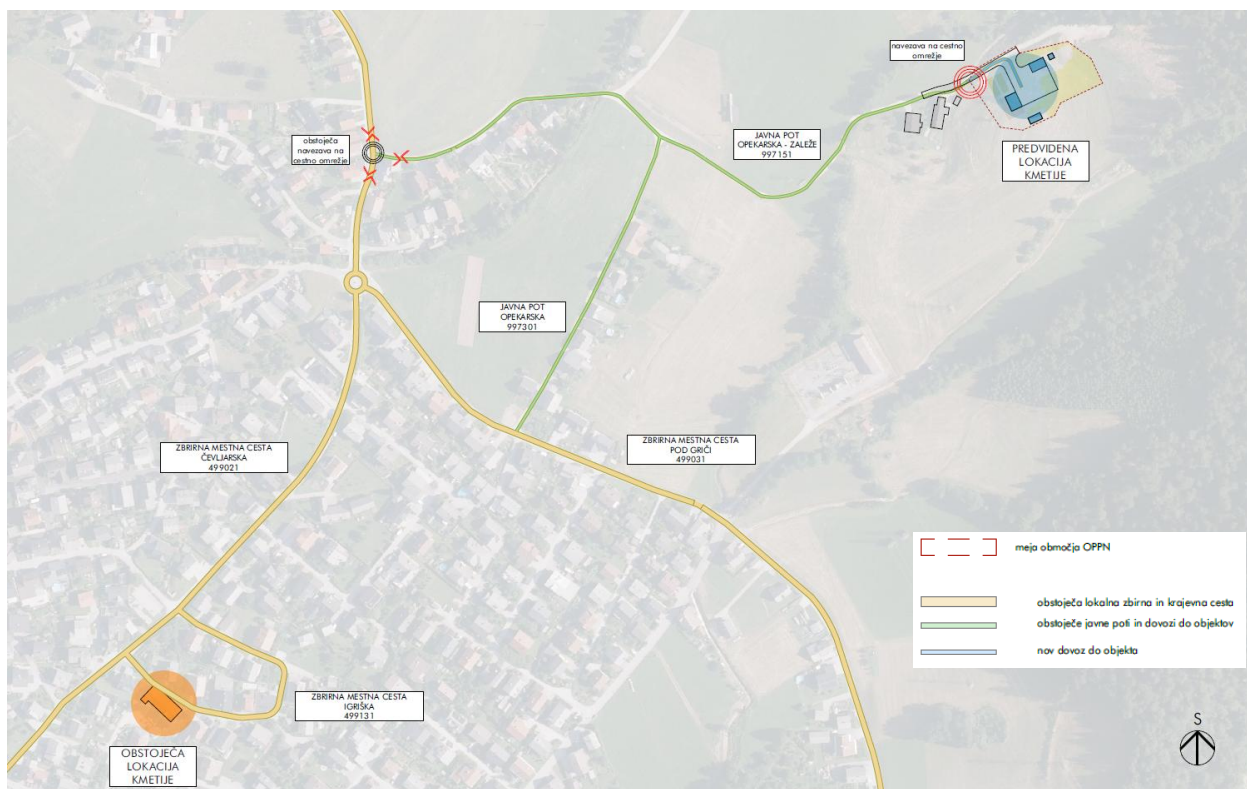 navezava na cestno
omrežje
obstoječa
navezava na
cestno omrežje
JAVNA POT
OPEKARSKA - ZALEŽE
997151
PREDVIDENA
LOKACIJA
KMETIJE
JAVNA POT
OPEKARSKA
997301
ZBRIRNA MESTNA CESTA
ČEVLJARSKA
499021
ZBRIRNA MESTNA CESTA
POD GRIČI
499031
ZBRIRNA MESTNA CESTA
IGRIŠKA
499131
OBSTOJEČA
LOKACIJA
KMETIJE
meja območja OPPN
obstoječa lokalna zbirna in krajevna cesta
obstoječe javne poti in dovozi do objektov
nov dovoz do objekta
S